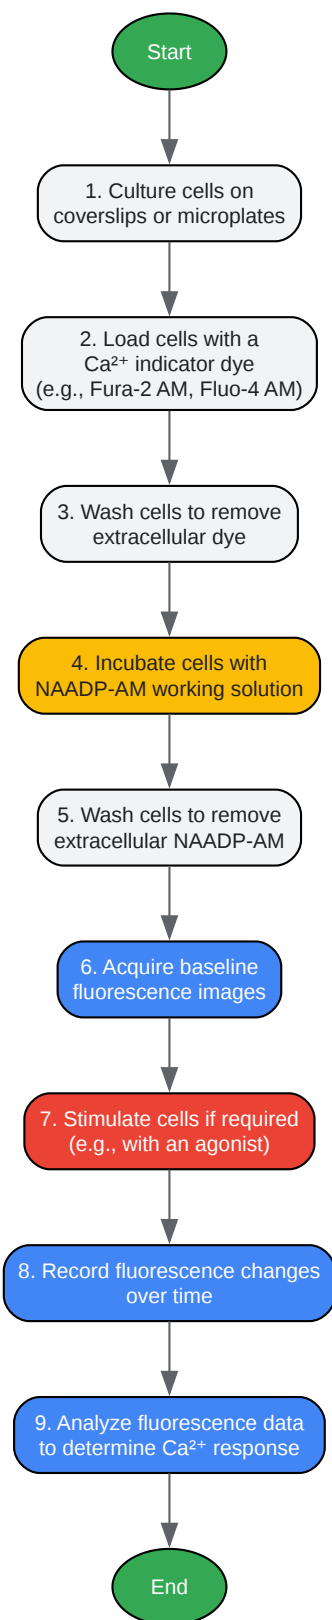 Start
1. Culture cells on
coverslips or microplates
2. Load cells with a
Ca²⁺ indicator dye
(e.g., Fura-2 AM, Fluo-4 AM)
3. Wash cells to remove
extracellular dye
4. Incubate cells with
NAADP-AM working solution
5. Wash cells to remove
extracellular NAADP-AM
6. Acquire baseline
fluorescence images
7. Stimulate cells if required
(e.g., with an agonist)
8. Record fluorescence changes
over time
9. Analyze fluorescence data
to determine Ca²⁺ response
End